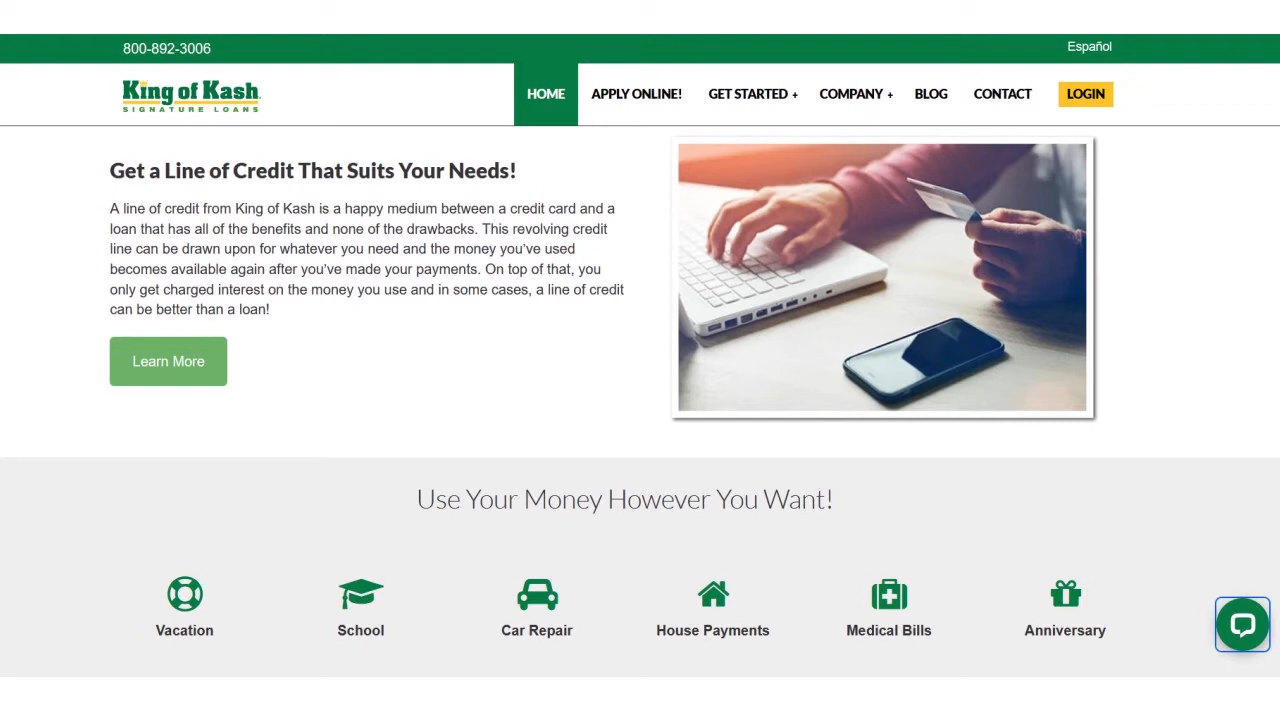 800-892-3006
Español
King of Kash
SIGNATURE LOANS
HOME
APPLY ONLINE!
GET STARTED +
COMPANY +
BLOG
CONTACT
LOGIN
Get a Line of Credit That Suits Your Needs!
A line of credit from King of Kash is a happy medium between a credit card and a
loan that has all of the benefits and none of the drawbacks. This revolving credit
line can be drawn upon for whatever you need and the money you’ve used
becomes available again after you’ve made your payments. On top of that, you
only get charged interest on the money you use and in some cases, a line of credit
can be better than a loan!
Learn More
Use Your Money However You Want!
Vacation
School
Car Repair
House Payments
Medical Bills
Anniversary